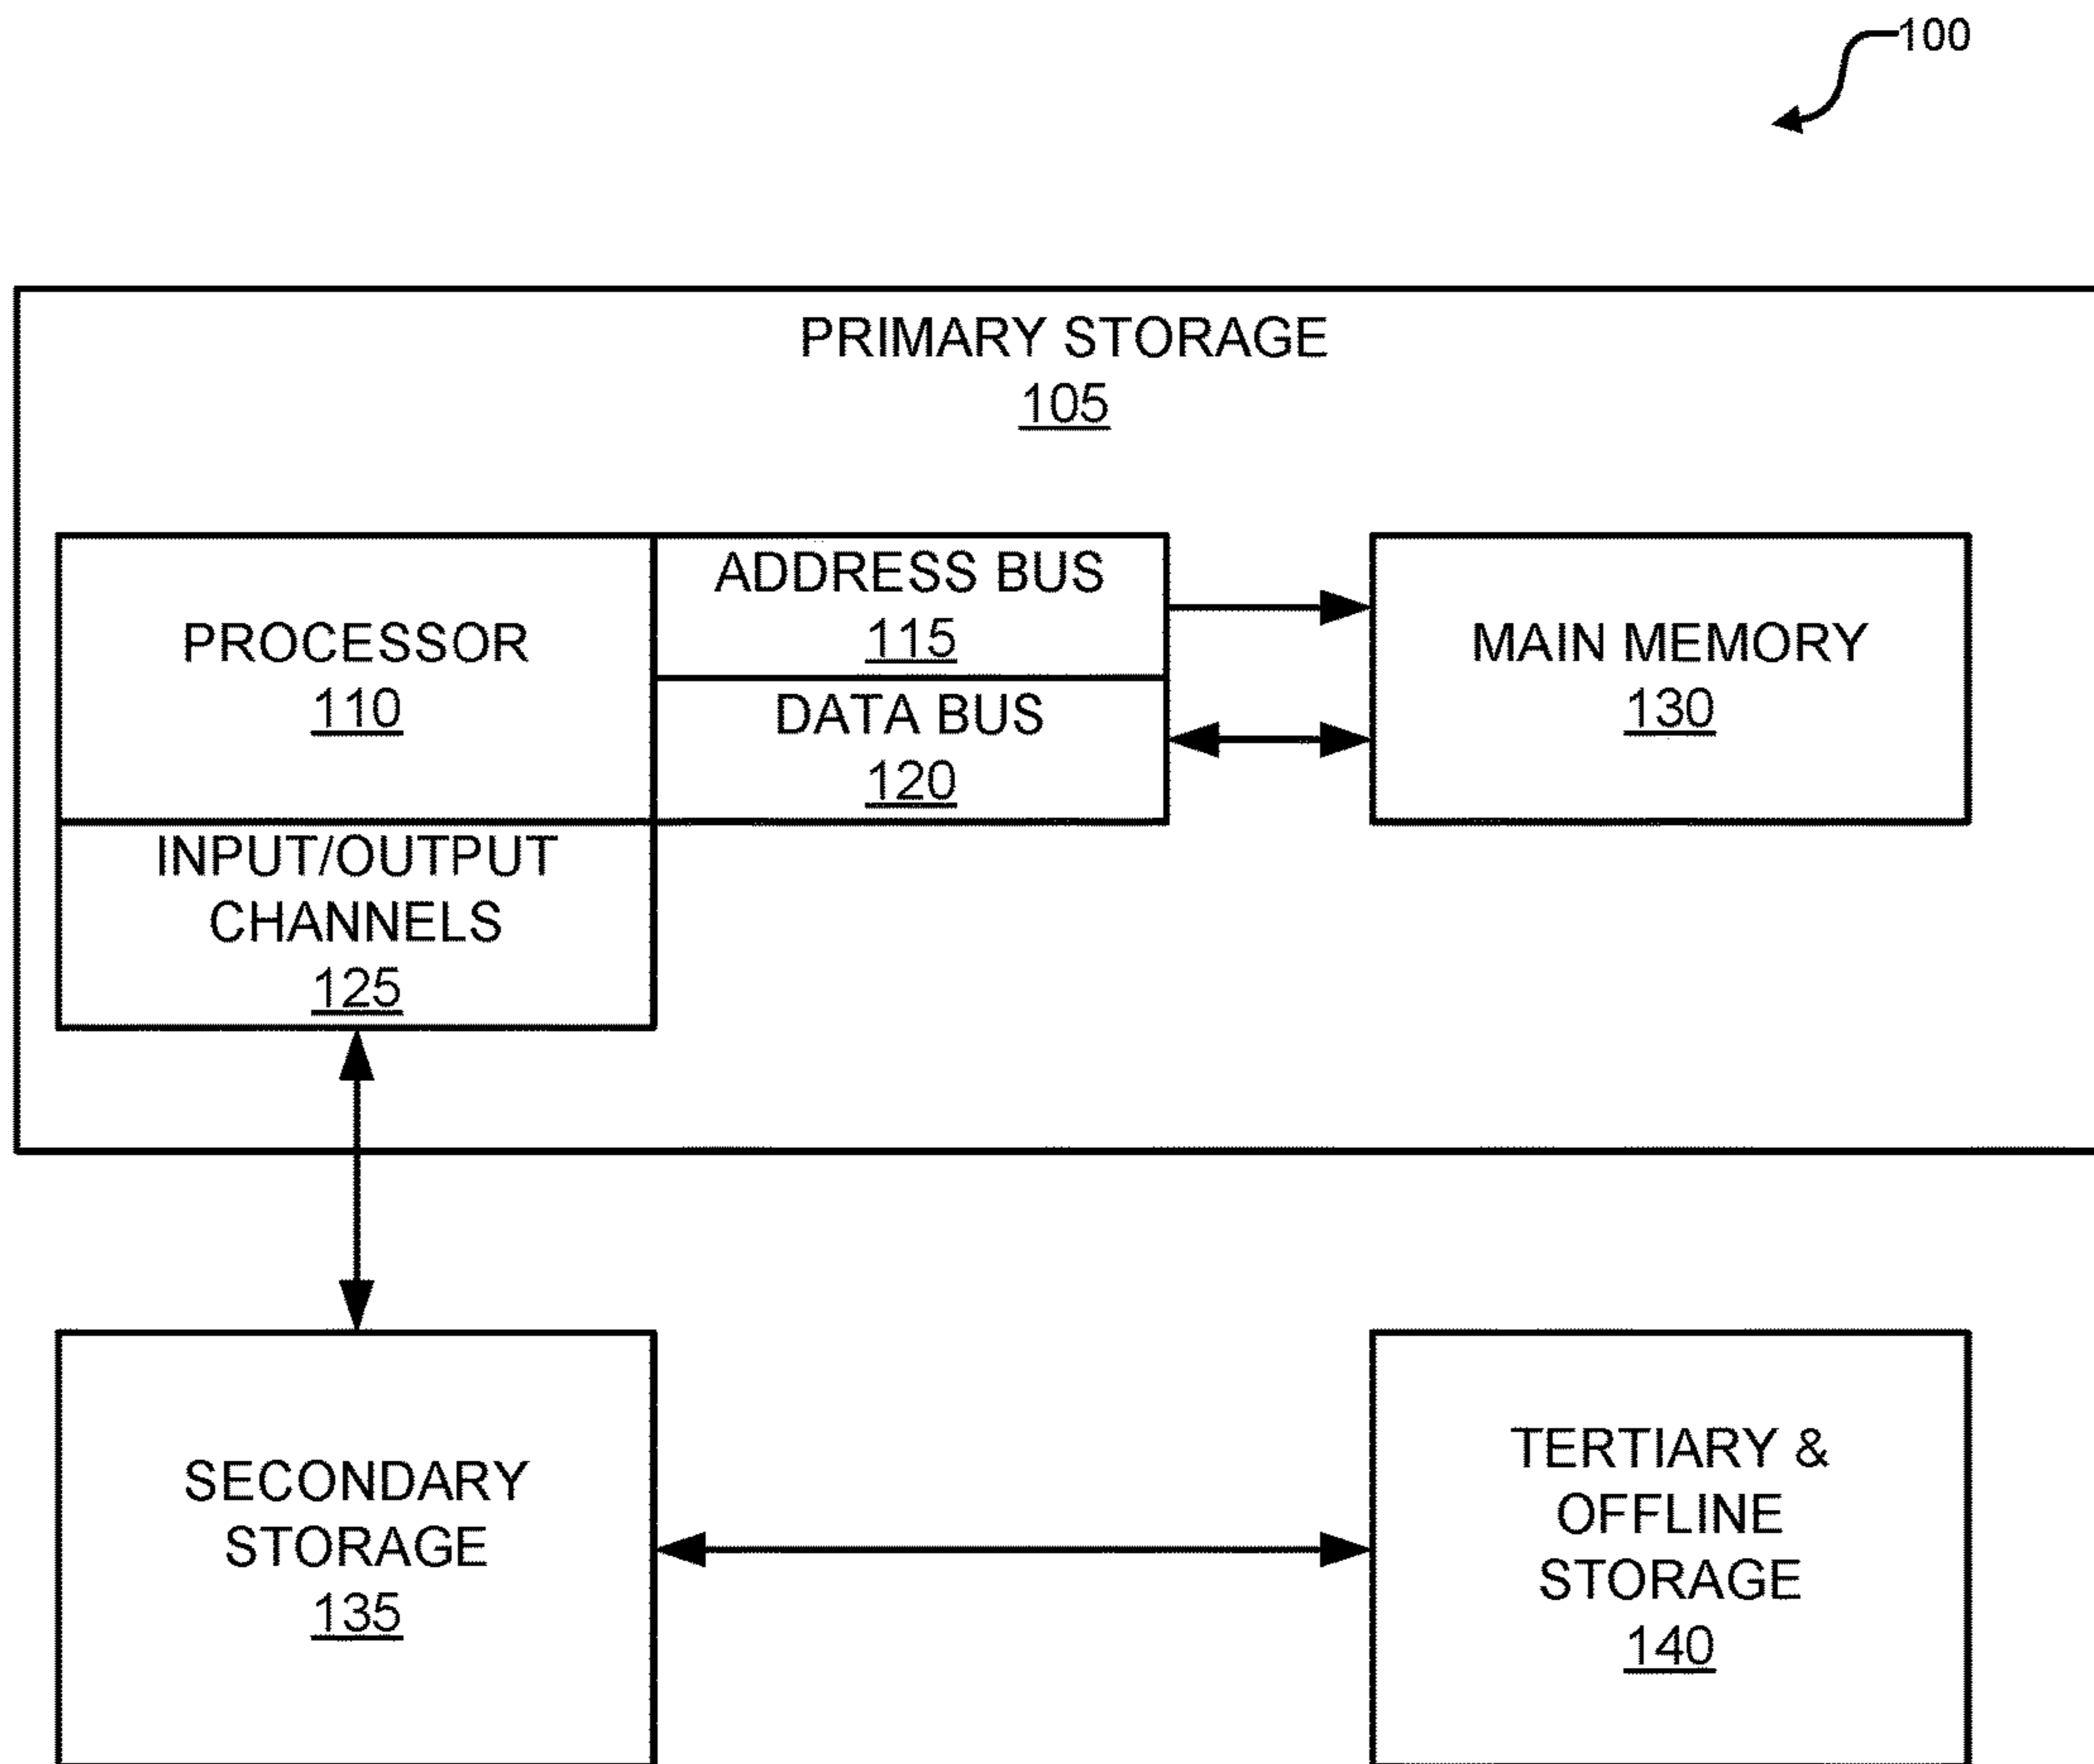 100
PRIMARY STORAGE
105
PROCESSOR
110
ADDRESS BUS
115
DATA BUS
120
MAIN MEMORY
130
INPUT/OUTPUT
CHANNELS
125
SECONDARY
STORAGE
135
TERTIARY &
OFFLINE
STORAGE
140